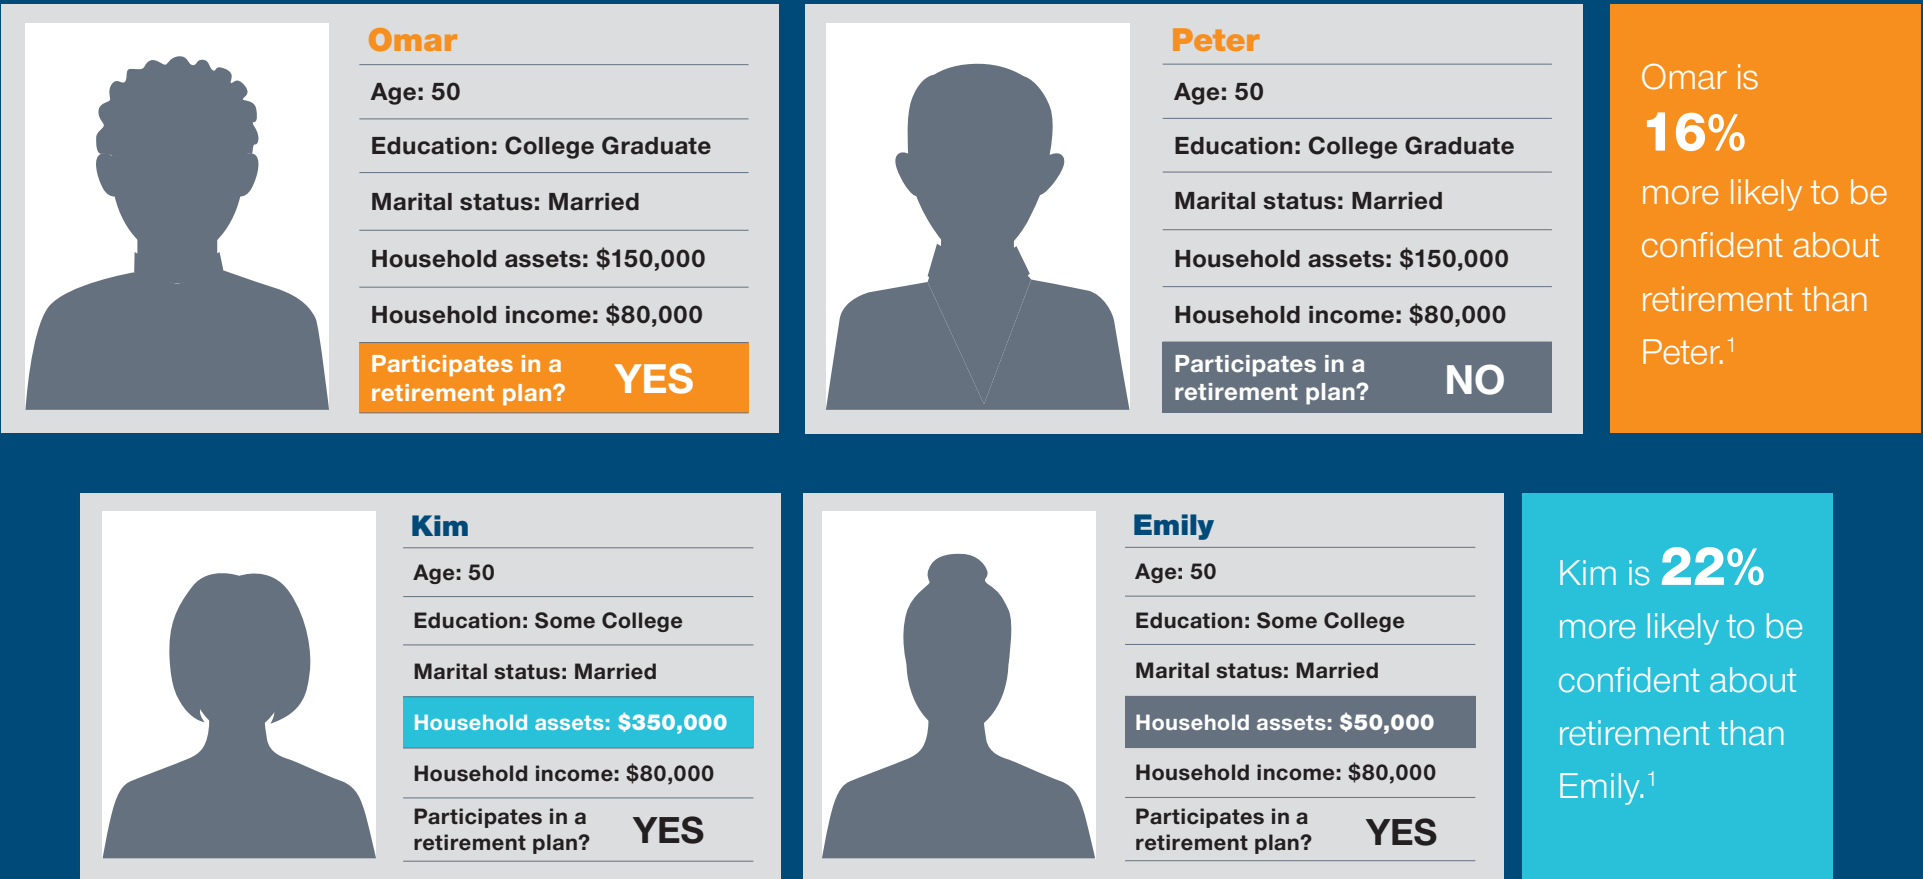 Omar
Age: 50
Education: College Graduate
Marital status: Married
Household assets: $150,000
Household income: $80,000
Participates in a
retirement plan?
YES
Peter
Age: 50
Education: College Graduate
Marital status: Married
Household assets: $150,000
Household income: $80,000
Participates in a
retirement plan?
NO
Omar is
16%
more likely to be
confident about
retirement than
Peter.¹
Kim
Age: 50
Education: Some College
Marital status: Married
Household assets: $350,000
Household income: $80,000
Participates in a
retirement plan?
YES
Emily
Age: 50
Education: Some College
Marital status: Married
Household assets: $50,000
Household income: $80,000
Participates in a
retirement plan?
YES
Kim is 22%
more likely to be
confident about
retirement than
Emily.¹